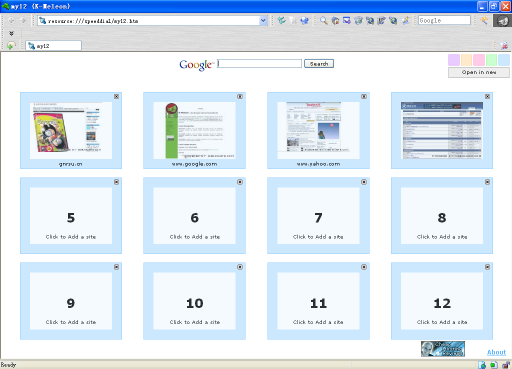 my12 (K-Meleon)
resource:///speeddial/my12.htm
Google
my12
Google
Search
Open in new
gnrsu.cn
www.google.com
www.yahoo.com
5
Click to Add a site
6
Click to Add a site
7
Click to Add a site
8
Click to Add a site
9
Click to Add a site
10
Click to Add a site
11
Click to Add a site
12
Click to Add a site
About
Ready